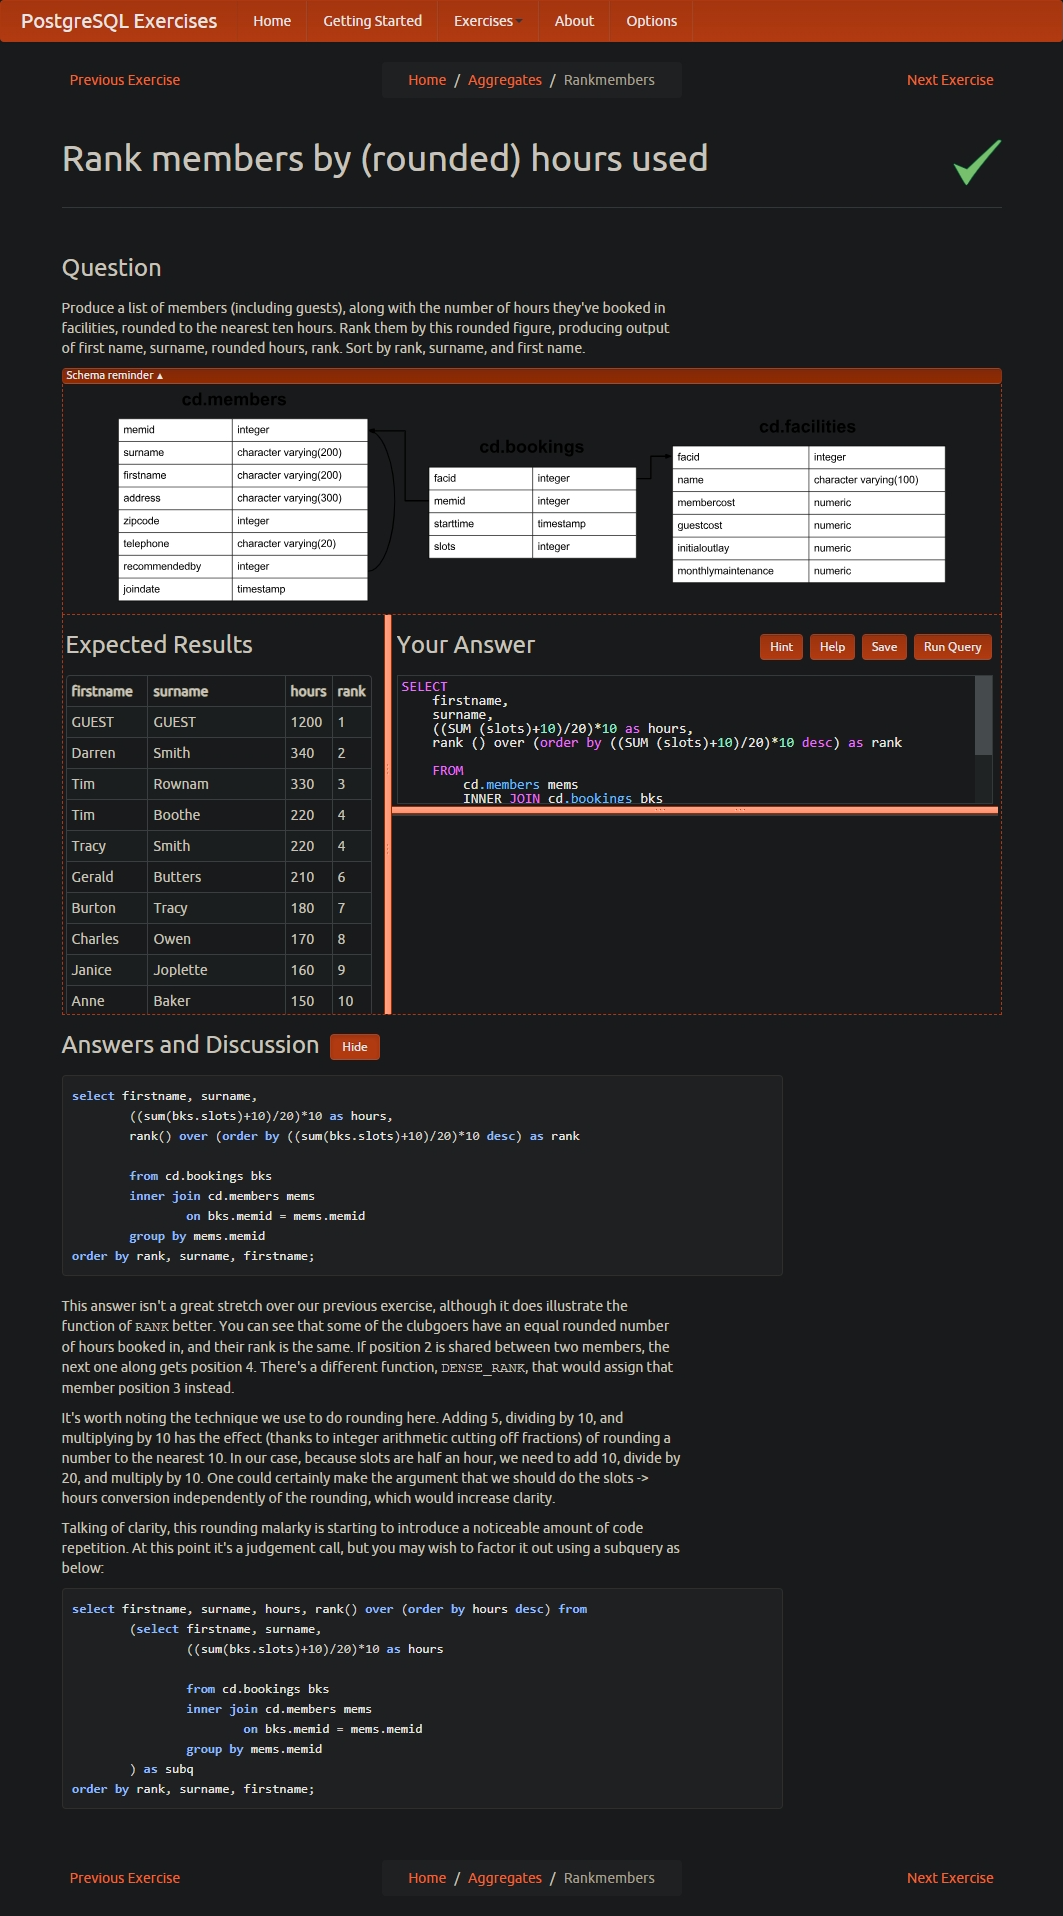 PostgreSQL Exercises Home Getting Started Exercises About Options
Previous Exercise Home / Aggregates / Rankmembers Next Exercise
Rank members by (rounded) hours used
Question
Produce a list of members (including guests), along with the number of hours they've booked in
facilities, rounded to the nearest ten hours. Rank them by this rounded figure, producing output
of first name, surname, rounded hours, rank. Sort by rank, surname, and first name.
Schema reminder ▴
cd.members
memid integer
surname character varying(200)
firstname character varying(200)
address character varying(300)
zipcode integer
telephone character varying(20)
recommendedby integer
joindate timestamp
cd.bookings
facid integer
memid integer
starttime timestamp
slots integer
cd.facilities
facid integer
name character varying(100)
membercost numeric
guestcost numeric
initialoutlay numeric
monthlymaintenance numeric
Expected Results
firstname surname hours rank
GUEST GUEST 1200 1
Darren Smith 340 2
Tim Rownam 330 3
Tim Boothe 220 4
Tracy Smith 220 4
Gerald Butters 210 6
Burton Tracy 180 7
Charles Owen 170 8
Janice Joplette 160 9
Anne Baker 150 10
Your Answer Hint Help Save Run Query
SELECT
firstname,
surname,
((SUM (slots)+10)/20)*10 as hours,
rank () over (order by ((SUM (slots)+10)/20)*10 desc) as rank
FROM
cd.members mems
INNER JOIN cd.bookings bks
Answers and Discussion Hide
select firstname, surname,
((sum(bks.slots)+10)/20)*10 as hours,
rank() over (order by ((sum(bks.slots)+10)/20)*10 desc) as rank
from cd.bookings bks
inner join cd.members mems
on bks.memid = mems.memid
group by mems.memid
order by rank, surname, firstname;
This answer isn't a great stretch over our previous exercise, although it does illustrate the
function of RANK better. You can see that some of the clubgoers have an equal rounded number
of hours booked in, and their rank is the same. If position 2 is shared between two members, the
next one along gets position 4. There's a different function, DENSE_RANK, that would assign that
member position 3 instead.
It's worth noting the technique we use to do rounding here. Adding 5, dividing by 10, and
multiplying by 10 has the effect (thanks to integer arithmetic cutting off fractions) of rounding a
number to the nearest 10. In our case, because slots are half an hour, we need to add 10, divide by
20, and multiply by 10. One could certainly make the argument that we should do the slots ->
hours conversion independently of the rounding, which would increase clarity.
Talking of clarity, this rounding malarky is starting to introduce a noticeable amount of code
repetition. At this point it's a judgement call, but you may wish to factor it out using a subquery as
below:
select firstname, surname, hours, rank() over (order by hours desc) from
(select firstname, surname,
((sum(bks.slots)+10)/20)*10 as hours
from cd.bookings bks
inner join cd.members mems
on bks.memid = mems.memid
group by mems.memid
) as subq
order by rank, surname, firstname;
Previous Exercise Home / Aggregates / Rankmembers Next Exercise